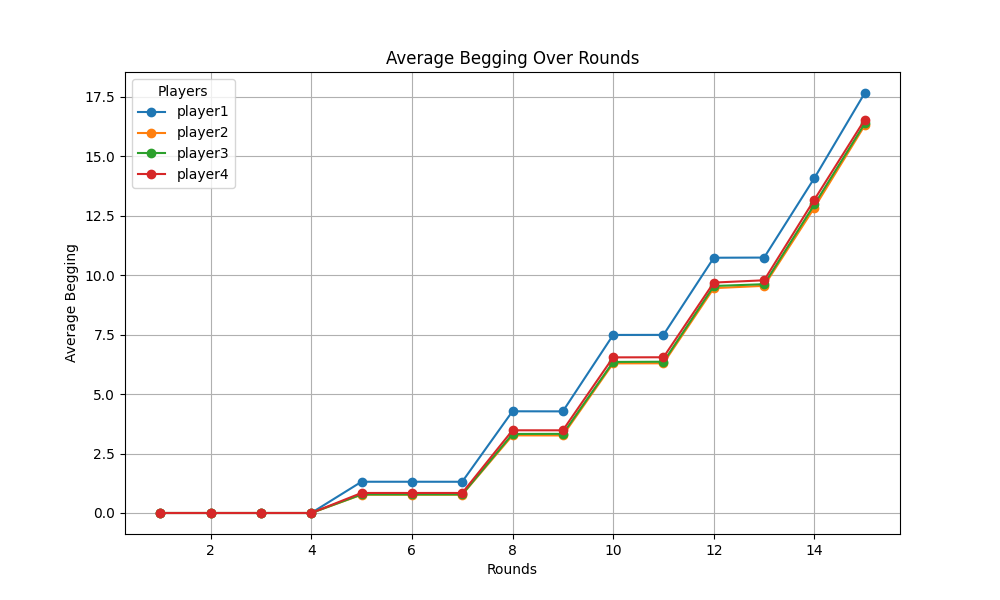 Average Begging Over Rounds
Average Begging
17.5
15.0
12.5
10.0
7.5
5.0
2.5
0.0
Players
player1
player2
player3
player4
2 4 6 8 10 12 14
Rounds